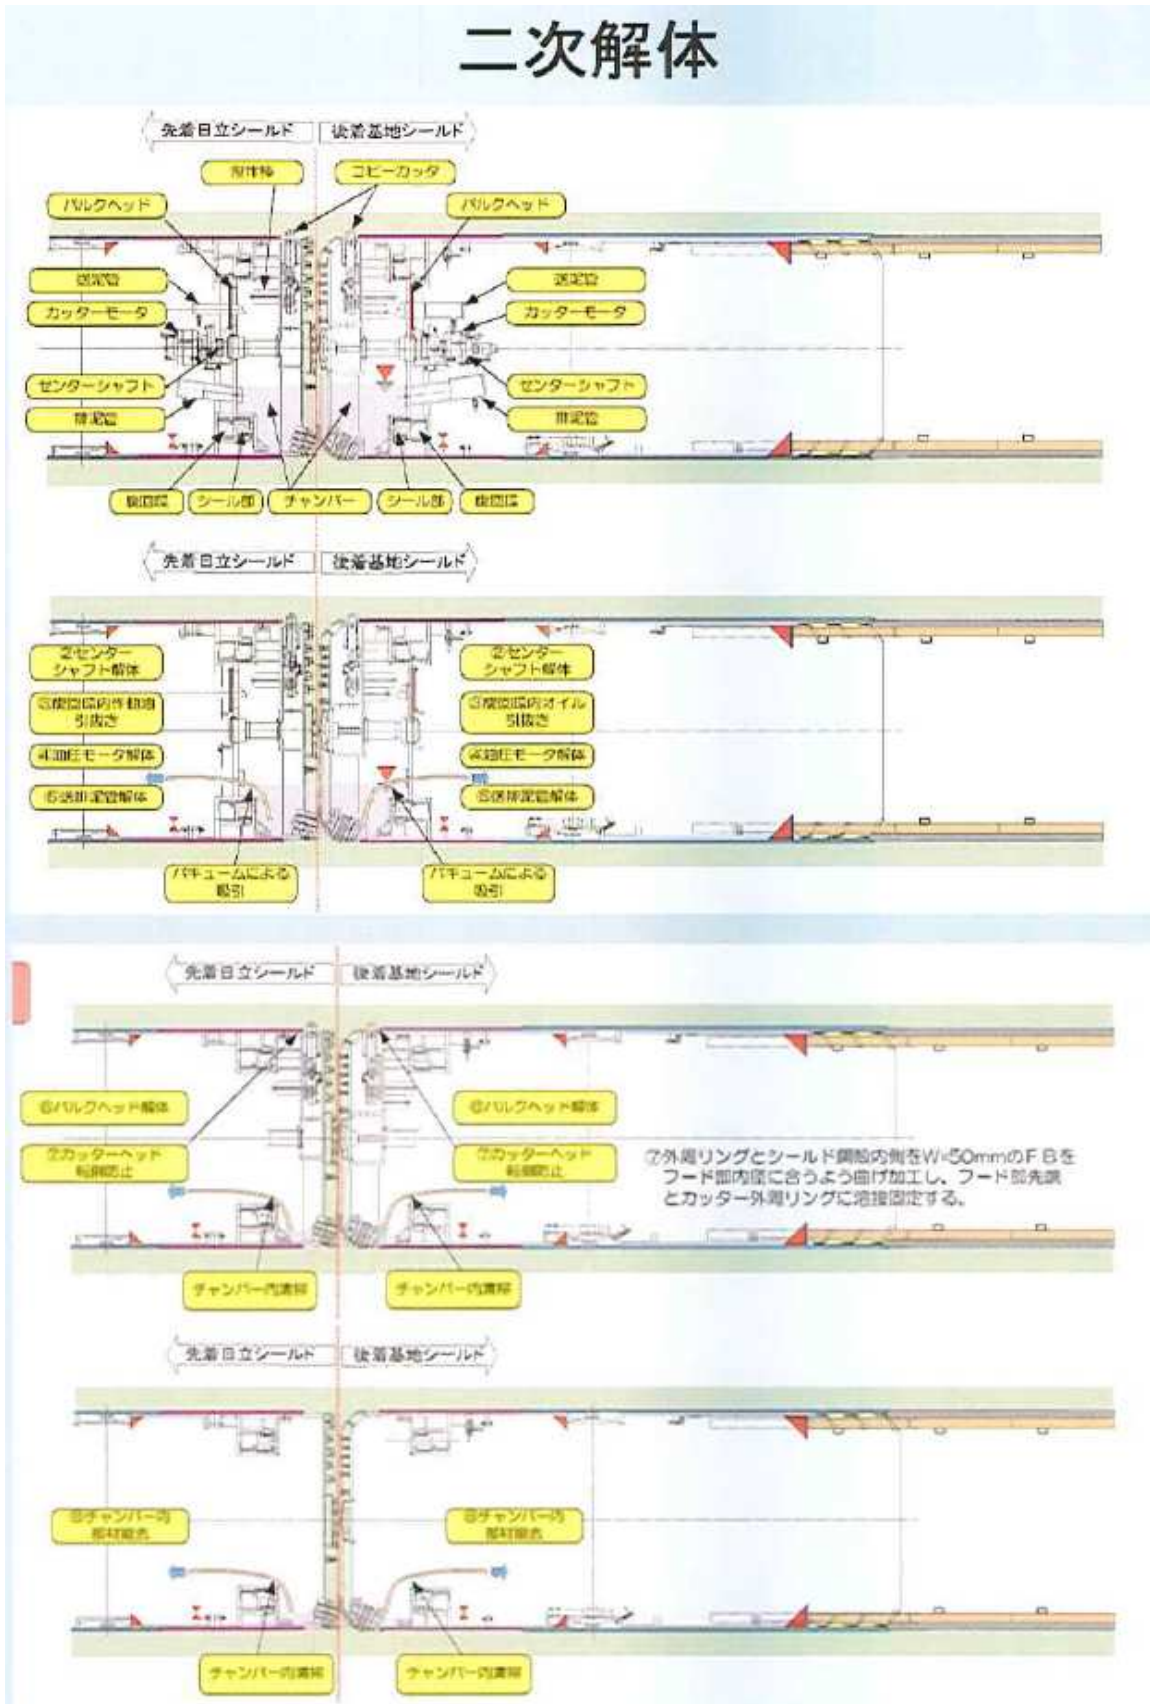 二次解体
先着日立シールド
後着基地シールド
コピーカッタ
バルクヘッド
バルクヘッド
送泥管
送泥管
カッターモータ
カッターモータ
センターシャフト
センターシャフト
排泥管
排泥管
シール部
チャンバー
シール部
先着日立シールド
後着基地シールド
②センター
シャフト解体
②センター
シャフト解体
引抜き
③旋回環内オイル
引抜き
④油圧モータ解体
④油圧モータ解体
⑤送排泥管解体
⑤送排泥管解体
バキュームによる
吸引
バキュームによる
吸引
先着日立シールド
後着基地シールド
⑥バルクヘッド解体
⑥バルクヘッド解体
⑦カッターヘッド
転倒防止
⑦カッターヘッド
転倒防止
⑦外周リングとシールド鋼殻内側をW=50mmのFBを
フード部内径に合うよう曲げ加工し、フード部先端
とカッター外周リングに溶接固定する。
チャンバー内清掃
チャンバー内清掃
先着日立シールド
後着基地シールド
⑧チャンバー内
部材撤去
⑧チャンバー内
部材撤去
チャンバー内清掃
チャンバー内清掃